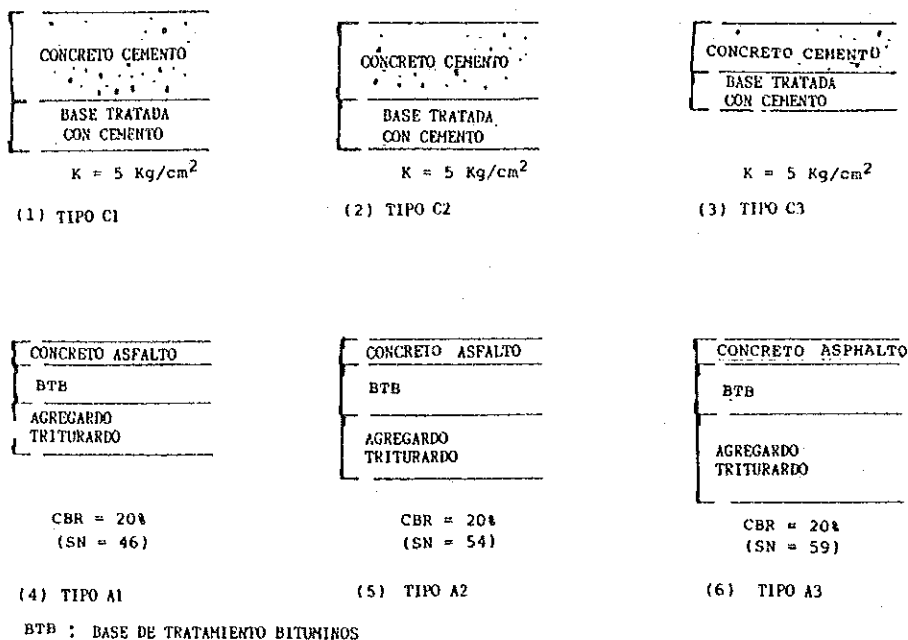 CONCRETO CEMENTO
BASE TRATADA
CON CEMENTO
K = 5 Kg/cm²
(1) TIPO C1
CONCRETO CEMENTO
BASE TRATADA
CON CEMENTO
K = 5 Kg/cm²
(2) TIPO C2
CONCRETO CEMENTO
BASE TRATADA
CON CEMENTO
K = 5 Kg/cm²
(3) TIPO C3
CONCRETO ASFALTO
BTB
AGREGARDO
TRITURARDO
CBR = 20%
(SN = 46)
(4) TIPO A1
CONCRETO ASFALTO
BTB
AGREGARDO
TRITURARDO
CBR = 20%
(SN = 54)
(5) TIPO A2
CONCRETO ASPHALTO
BTB
AGREGARDO
TRITURARDO
CBR = 20%
(SN = 59)
(6) TIPO A3
BTB : BASE DE TRATAMIENTO BITUMINOS